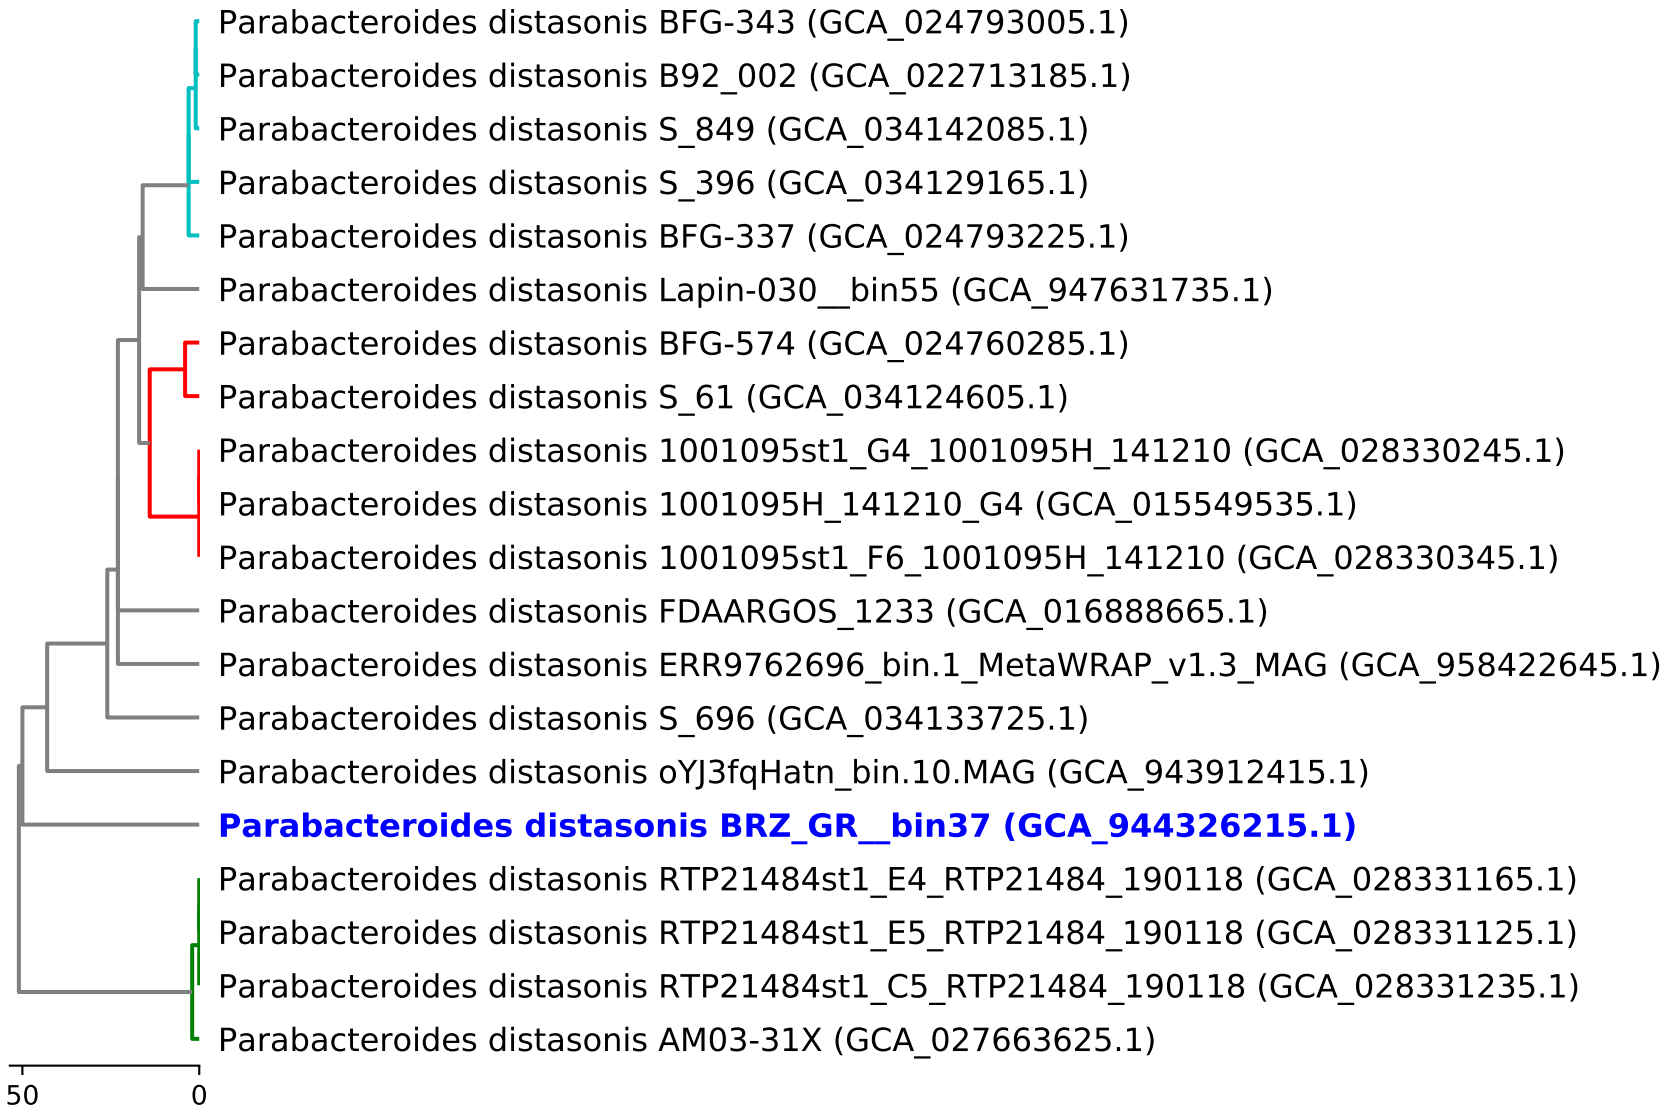 Parabacteroides distasonis BFG-343 (GCA_024793005.1)
Parabacteroides distasonis B92_002 (GCA_022713185.1)
Parabacteroides distasonis S_849 (GCA_034142085.1)
Parabacteroides distasonis S_396 (GCA_034129165.1)
Parabacteroides distasonis BFG-337 (GCA_024793225.1)
Parabacteroides distasonis Lapin-030__bin55 (GCA_947631735.1)
Parabacteroides distasonis BFG-574 (GCA_024760285.1)
Parabacteroides distasonis S_61 (GCA_034124605.1)
Parabacteroides distasonis 1001095st1_G4_1001095H_141210 (GCA_028330245.1)
Parabacteroides distasonis 1001095H_141210_G4 (GCA_015549535.1)
Parabacteroides distasonis 1001095st1_F6_1001095H_141210 (GCA_028330345.1)
Parabacteroides distasonis FDAARGOS_1233 (GCA_016888665.1)
Parabacteroides distasonis ERR9762696_bin.1_MetaWRAP_v1.3_MAG (GCA_958422645.1)
Parabacteroides distasonis S_696 (GCA_034133725.1)
Parabacteroides distasonis oYJ3fqHatn_bin.10.MAG (GCA_943912415.1)
Parabacteroides distasonis BRZ_GR__bin37 (GCA_944326215.1)
Parabacteroides distasonis RTP21484st1_E4_RTP21484_190118 (GCA_028331165.1)
Parabacteroides distasonis RTP21484st1_E5_RTP21484_190118 (GCA_028331125.1)
Parabacteroides distasonis RTP21484st1_C5_RTP21484_190118 (GCA_028331235.1)
Parabacteroides distasonis AM03-31X (GCA_027663625.1)
50 0